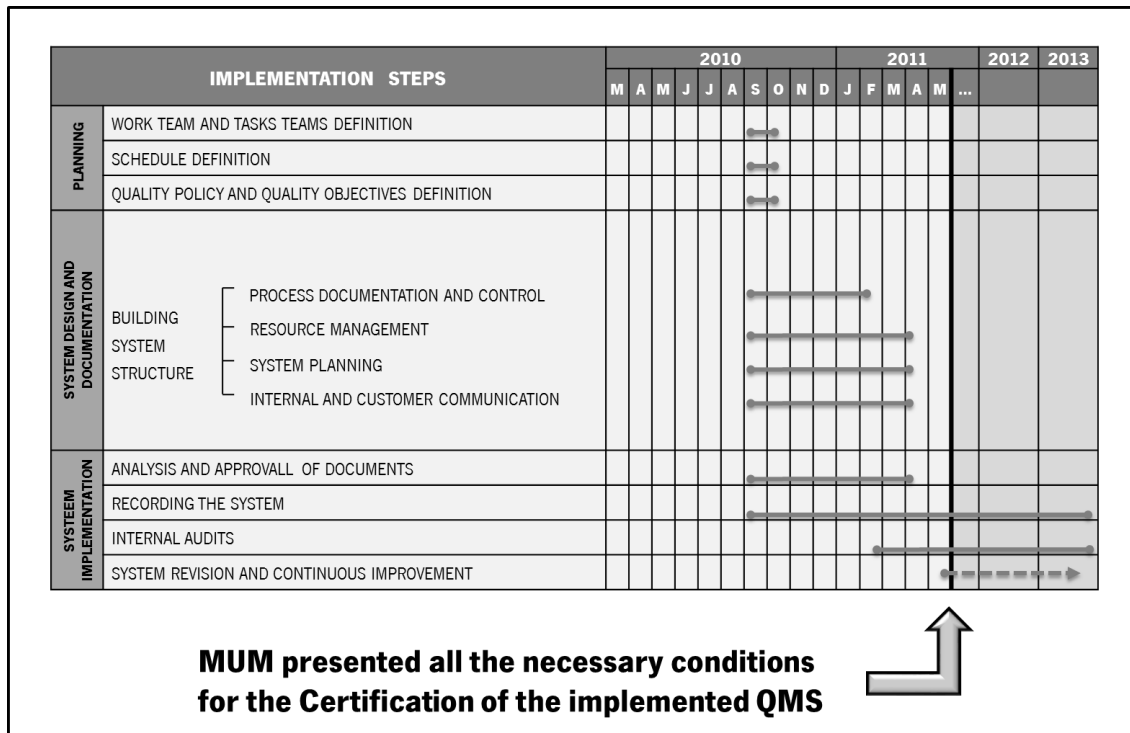 IMPLEMENTATION STEPS
2010 2011 2012 2013
M A M J J A S O N D J F M A M ...
PLANNING
WORK TEAM AND TASKS TEAMS DEFINITION
SCHEDULE DEFINITION
QUALITY POLICY AND QUALITY OBJECTIVES DEFINITION
SYSTEM DESIGN AND
DOCUMENTATION
BUILDING
SYSTEM
STRUCTURE
PROCESS DOCUMENTATION AND CONTROL
RESOURCE MANAGEMENT
SYSTEM PLANNING
INTERNAL AND CUSTOMER COMMUNICATION
SYSTEEM
IMPLEMENTATION
ANALYSIS AND APPROVALL OF DOCUMENTS
RECORDING THE SYSTEM
INTERNAL AUDITS
SYSTEM REVISION AND CONTINUOUS IMPROVEMENT
MUM presented all the necessary conditions
for the Certification of the implemented QMS